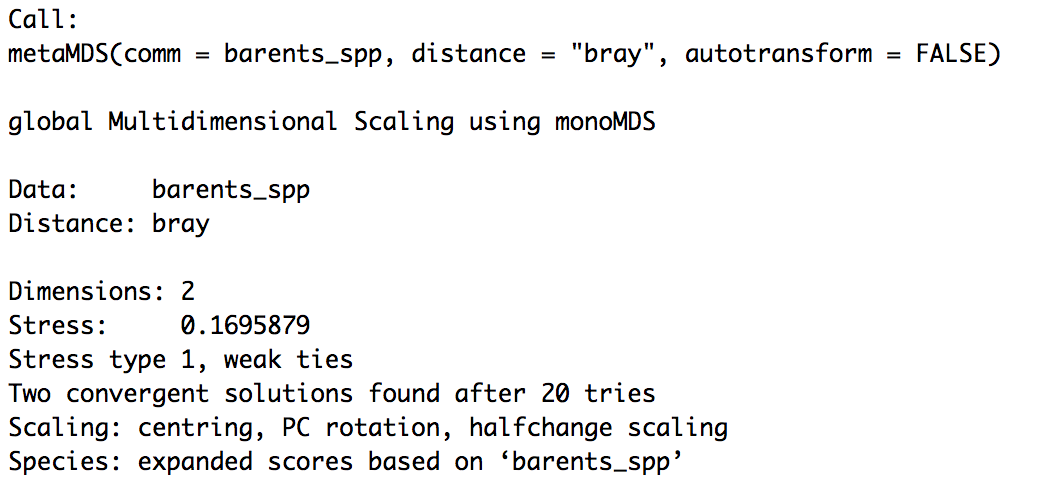 Call:
metaMDS(comm = barents_spp, distance = "bray", autotransform = FALSE)
global Multidimensional Scaling using monoMDS
Data:     barents_spp
Distance: bray
Dimensions: 2
Stress:     0.1695879
Stress type 1, weak ties
Two convergent solutions found after 20 tries
Scaling: centring, PC rotation, halfchange scaling
Species: expanded scores based on ‘barents_spp’